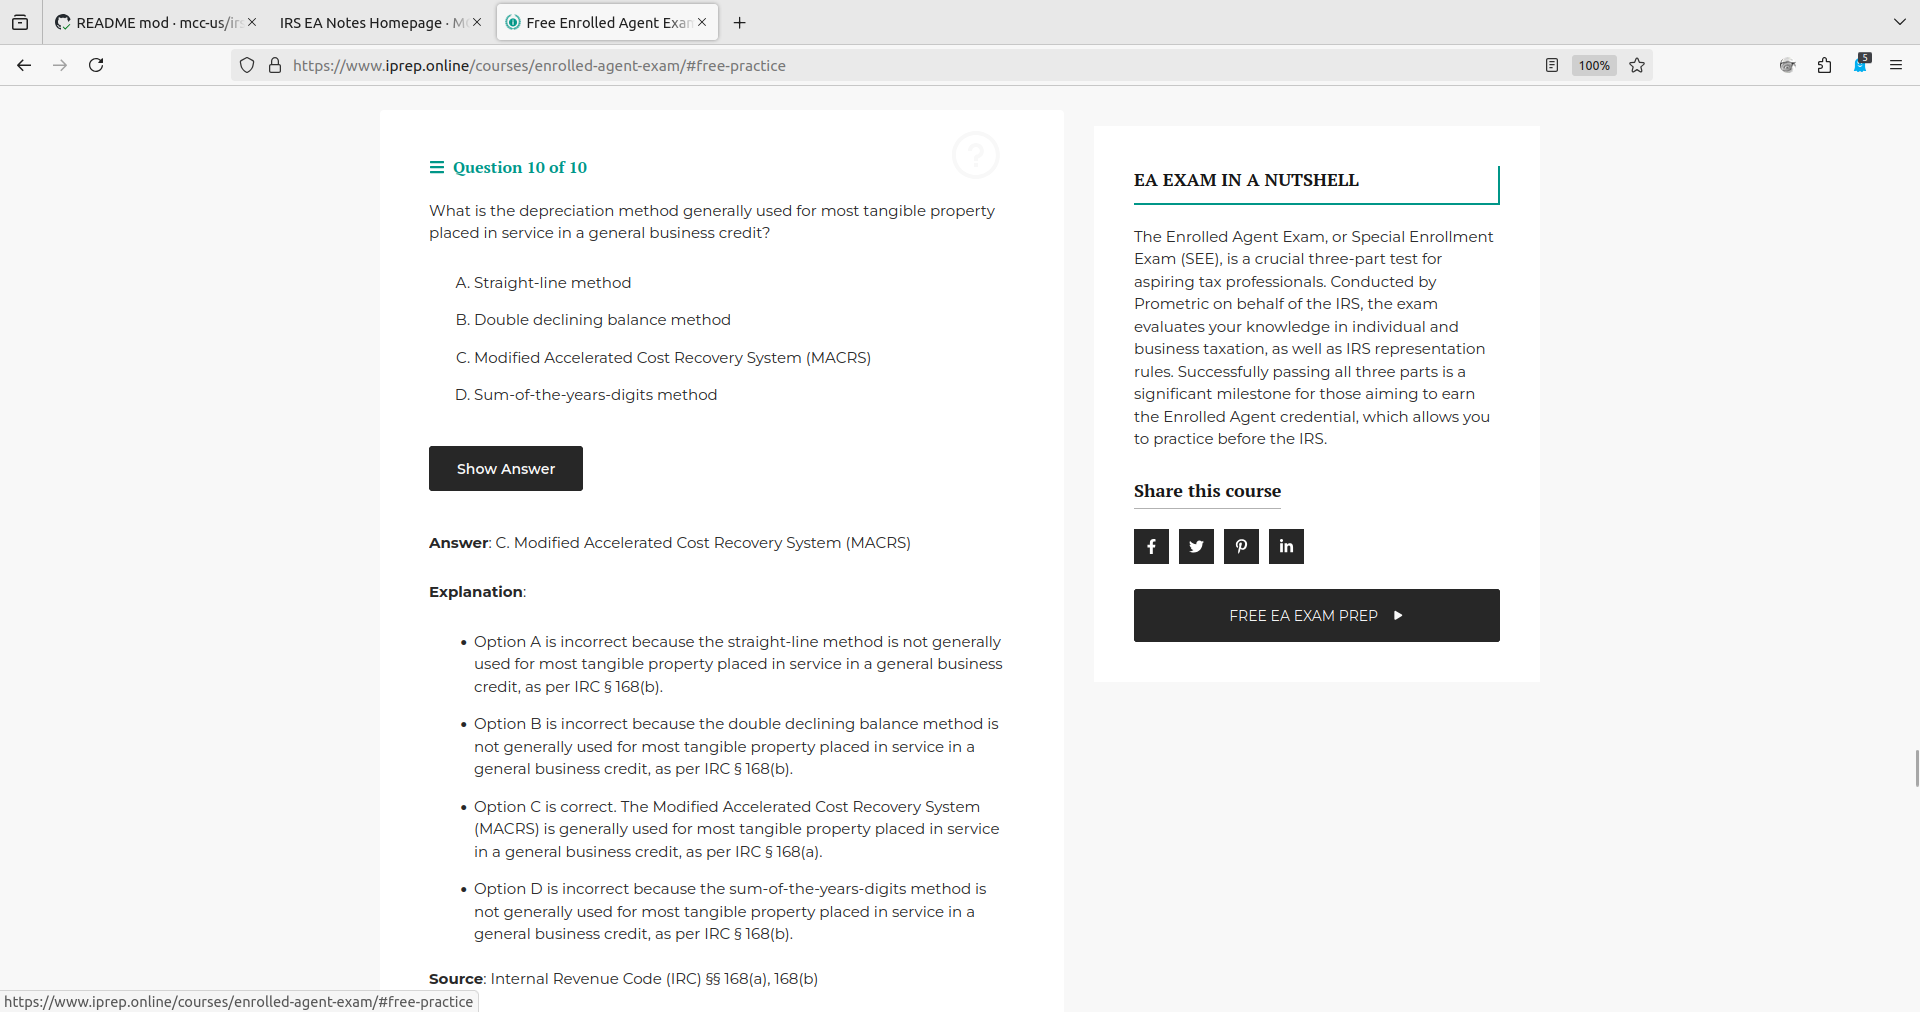 README mod · mcc-us/irs
IRS EA Notes Homepage · MC
Free Enrolled Agent Exam
https://www.iprep.online/courses/enrolled-agent-exam/#free-practice
100%
5
Question 10 of 10
?
What is the depreciation method generally used for most tangible property
placed in service in a general business credit?
A. Straight-line method
B. Double declining balance method
C. Modified Accelerated Cost Recovery System (MACRS)
D. Sum-of-the-years-digits method
Show Answer
Answer: C. Modified Accelerated Cost Recovery System (MACRS)
Explanation:
• Option A is incorrect because the straight-line method is not generally
used for most tangible property placed in service in a general business
credit, as per IRC § 168(b).
• Option B is incorrect because the double declining balance method is
not generally used for most tangible property placed in service in a
general business credit, as per IRC § 168(b).
• Option C is correct. The Modified Accelerated Cost Recovery System
(MACRS) is generally used for most tangible property placed in service
in a general business credit, as per IRC § 168(a).
• Option D is incorrect because the sum-of-the-years-digits method is
not generally used for most tangible property placed in service in a
general business credit, as per IRC § 168(b).
Source: Internal Revenue Code (IRC) §§ 168(a), 168(b)
EA EXAM IN A NUTSHELL
The Enrolled Agent Exam, or Special Enrollment
Exam (SEE), is a crucial three-part test for
aspiring tax professionals. Conducted by
Prometric on behalf of the IRS, the exam
evaluates your knowledge in individual and
business taxation, as well as IRS representation
rules. Successfully passing all three parts is a
significant milestone for those aiming to earn
the Enrolled Agent credential, which allows you
to practice before the IRS.
Share this course
FREE EA EXAM PREP
https://www.iprep.online/courses/enrolled-agent-exam/#free-practice